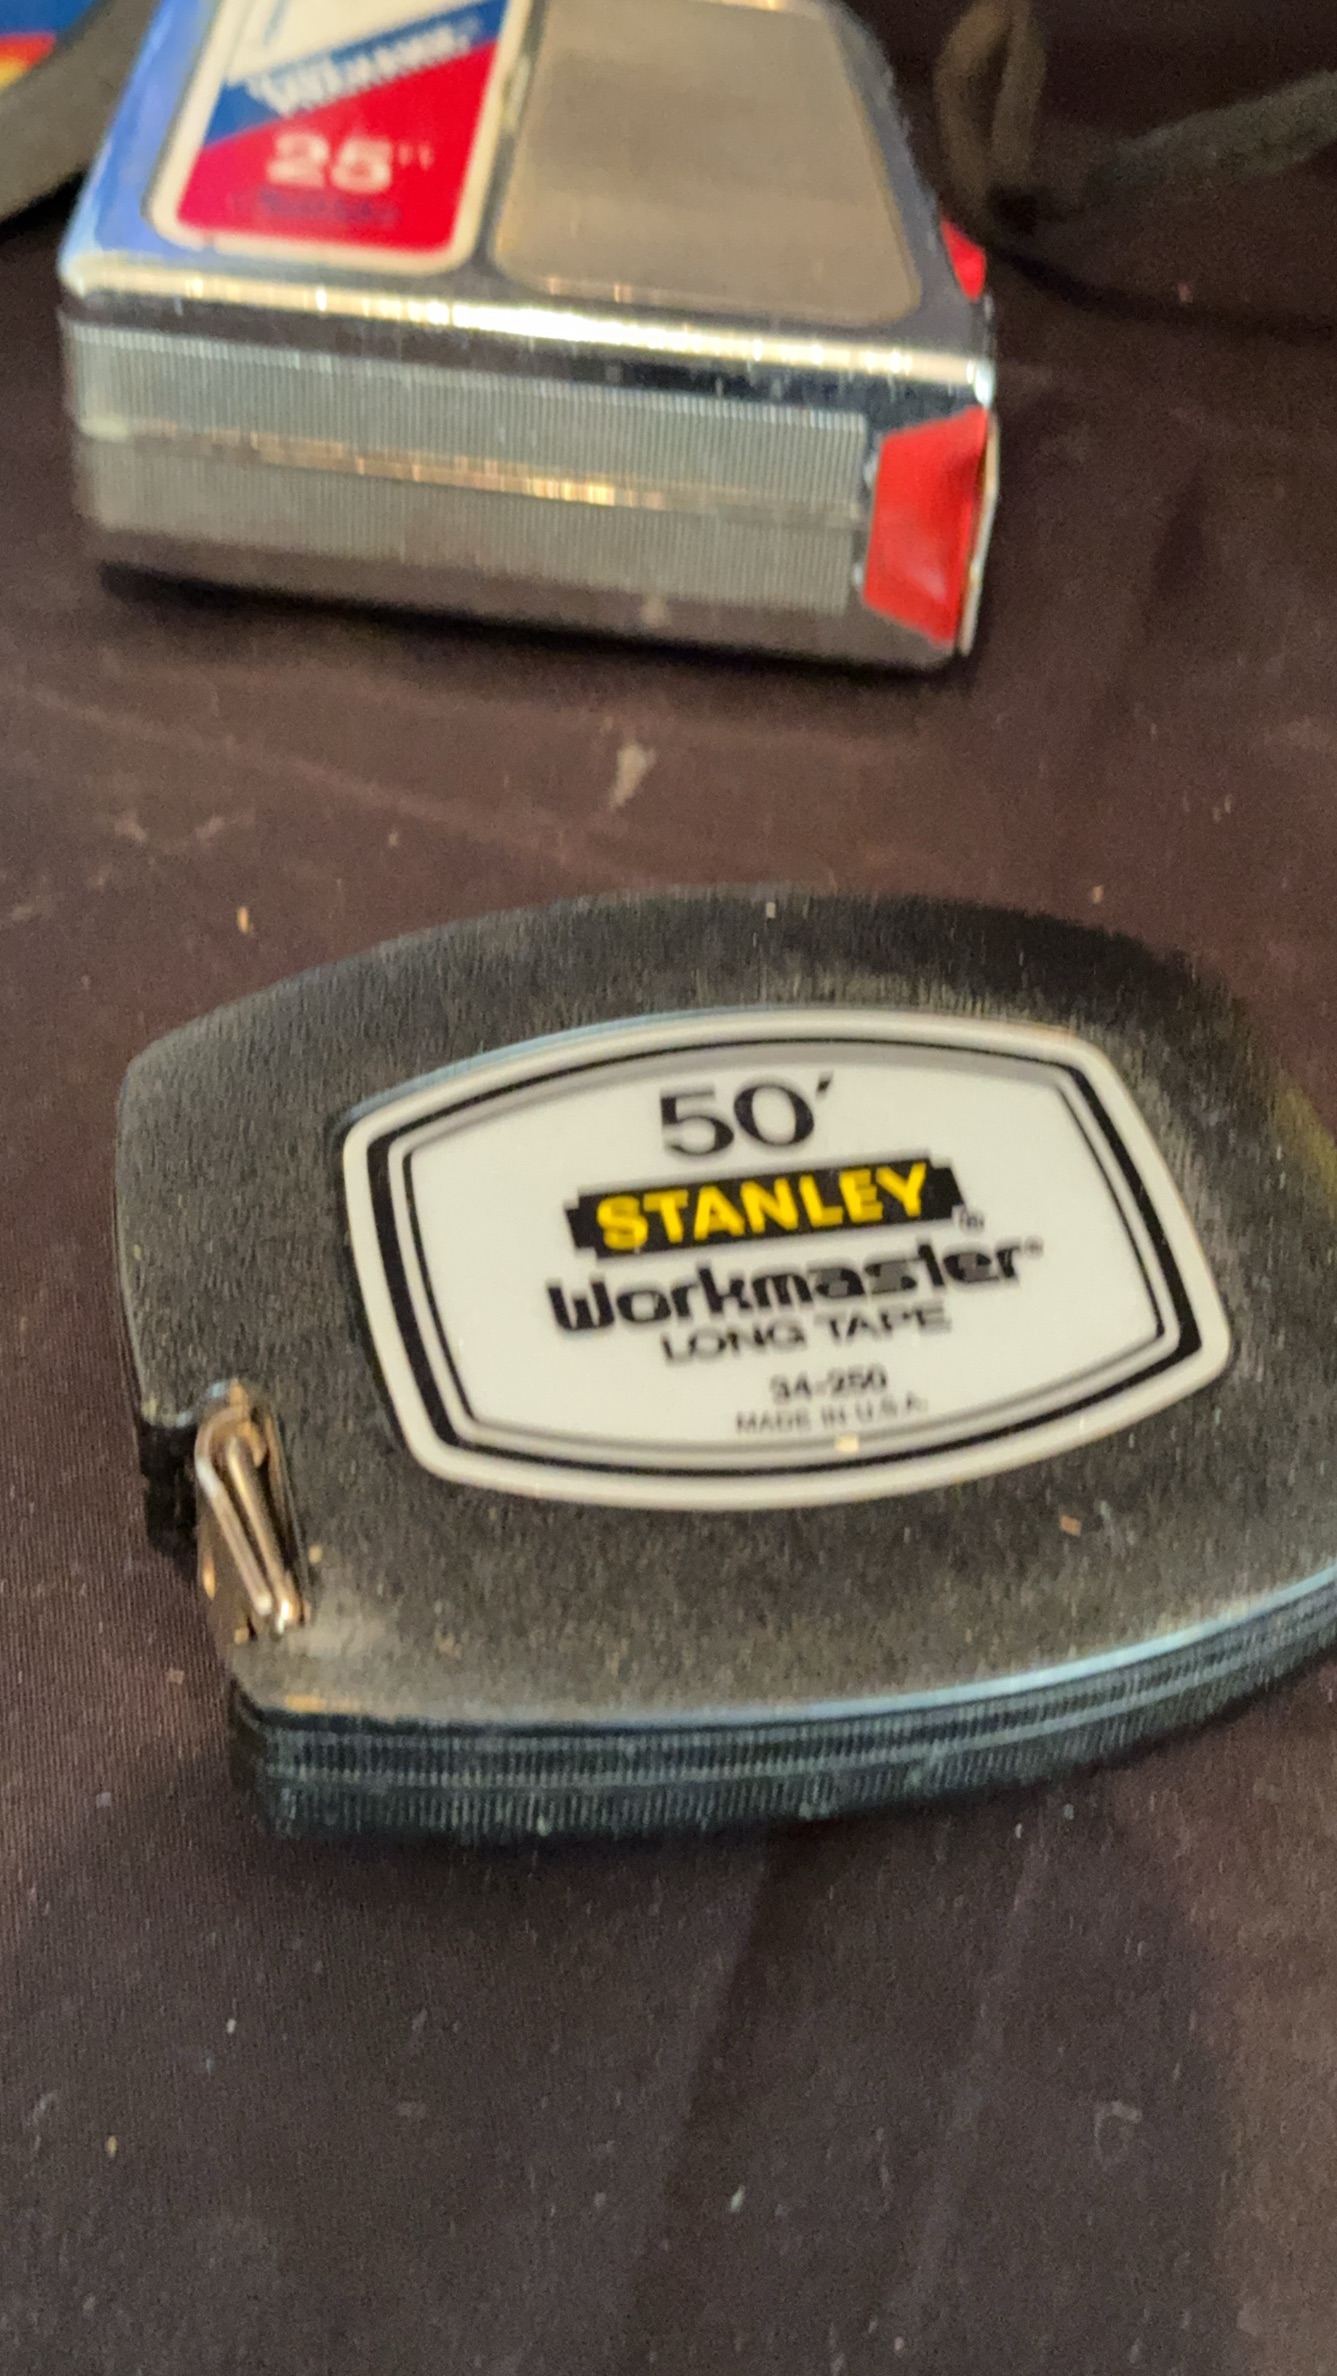 25'
50'
STANLEY®
Workmaster®
LONG TAPE
34-250
MADE IN U.S.A.